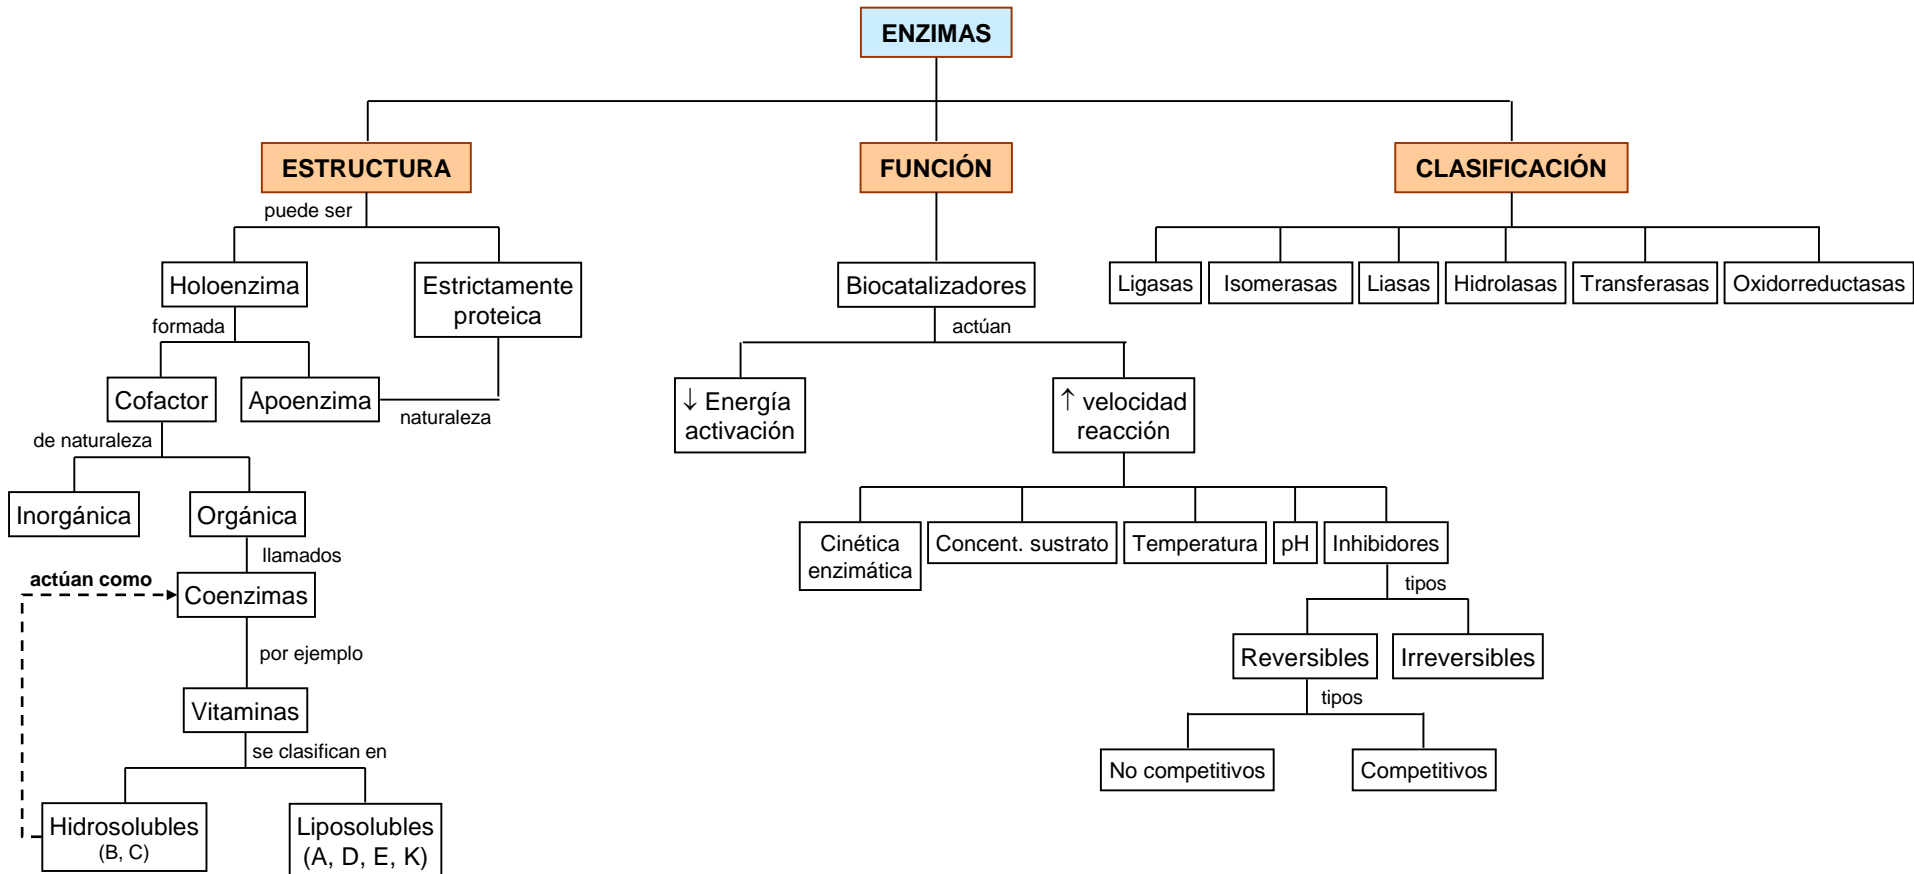 ENZIMAS
ESTRUCTURA
FUNCIÓN
CLASIFICACIÓN
puede ser
Holoenzima
Estrictamente
proteica
Biocatalizadores
Ligasas
Isomerasas
Liasas
Hidrolasas
Transferasas
Oxidorreductasas
formada
actúan
Cofactor
Apoenzima
naturaleza
↓ Energía
activación
↑ velocidad
reacción
de naturaleza
Inorgánica
Orgánica
Cinética
enzimática
Concent. sustrato
Temperatura
pH
Inhibidores
llamados
actúan como
Coenzimas
tipos
Reversibles
Irreversibles
por ejemplo
tipos
Vitaminas
No competitivos
Competitivos
se clasifican en
Hidrosolubles
(B, C)
Liposolubles
(A, D, E, K)